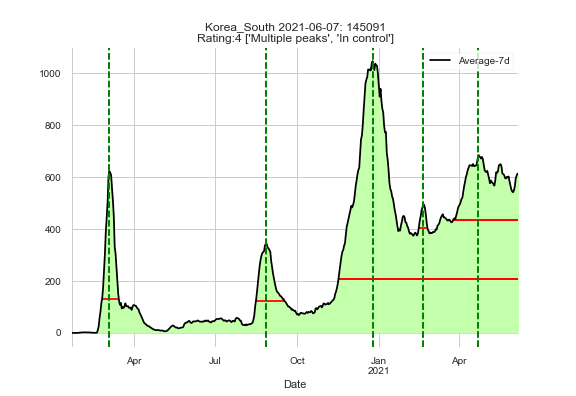 Korea_South 2021-06-07: 145091
Rating:4 ['Multiple peaks', 'In control']
Average-7d
1000
800
600
400
200
0
Apr
Jul
Oct
Jan
2021
Apr
Date